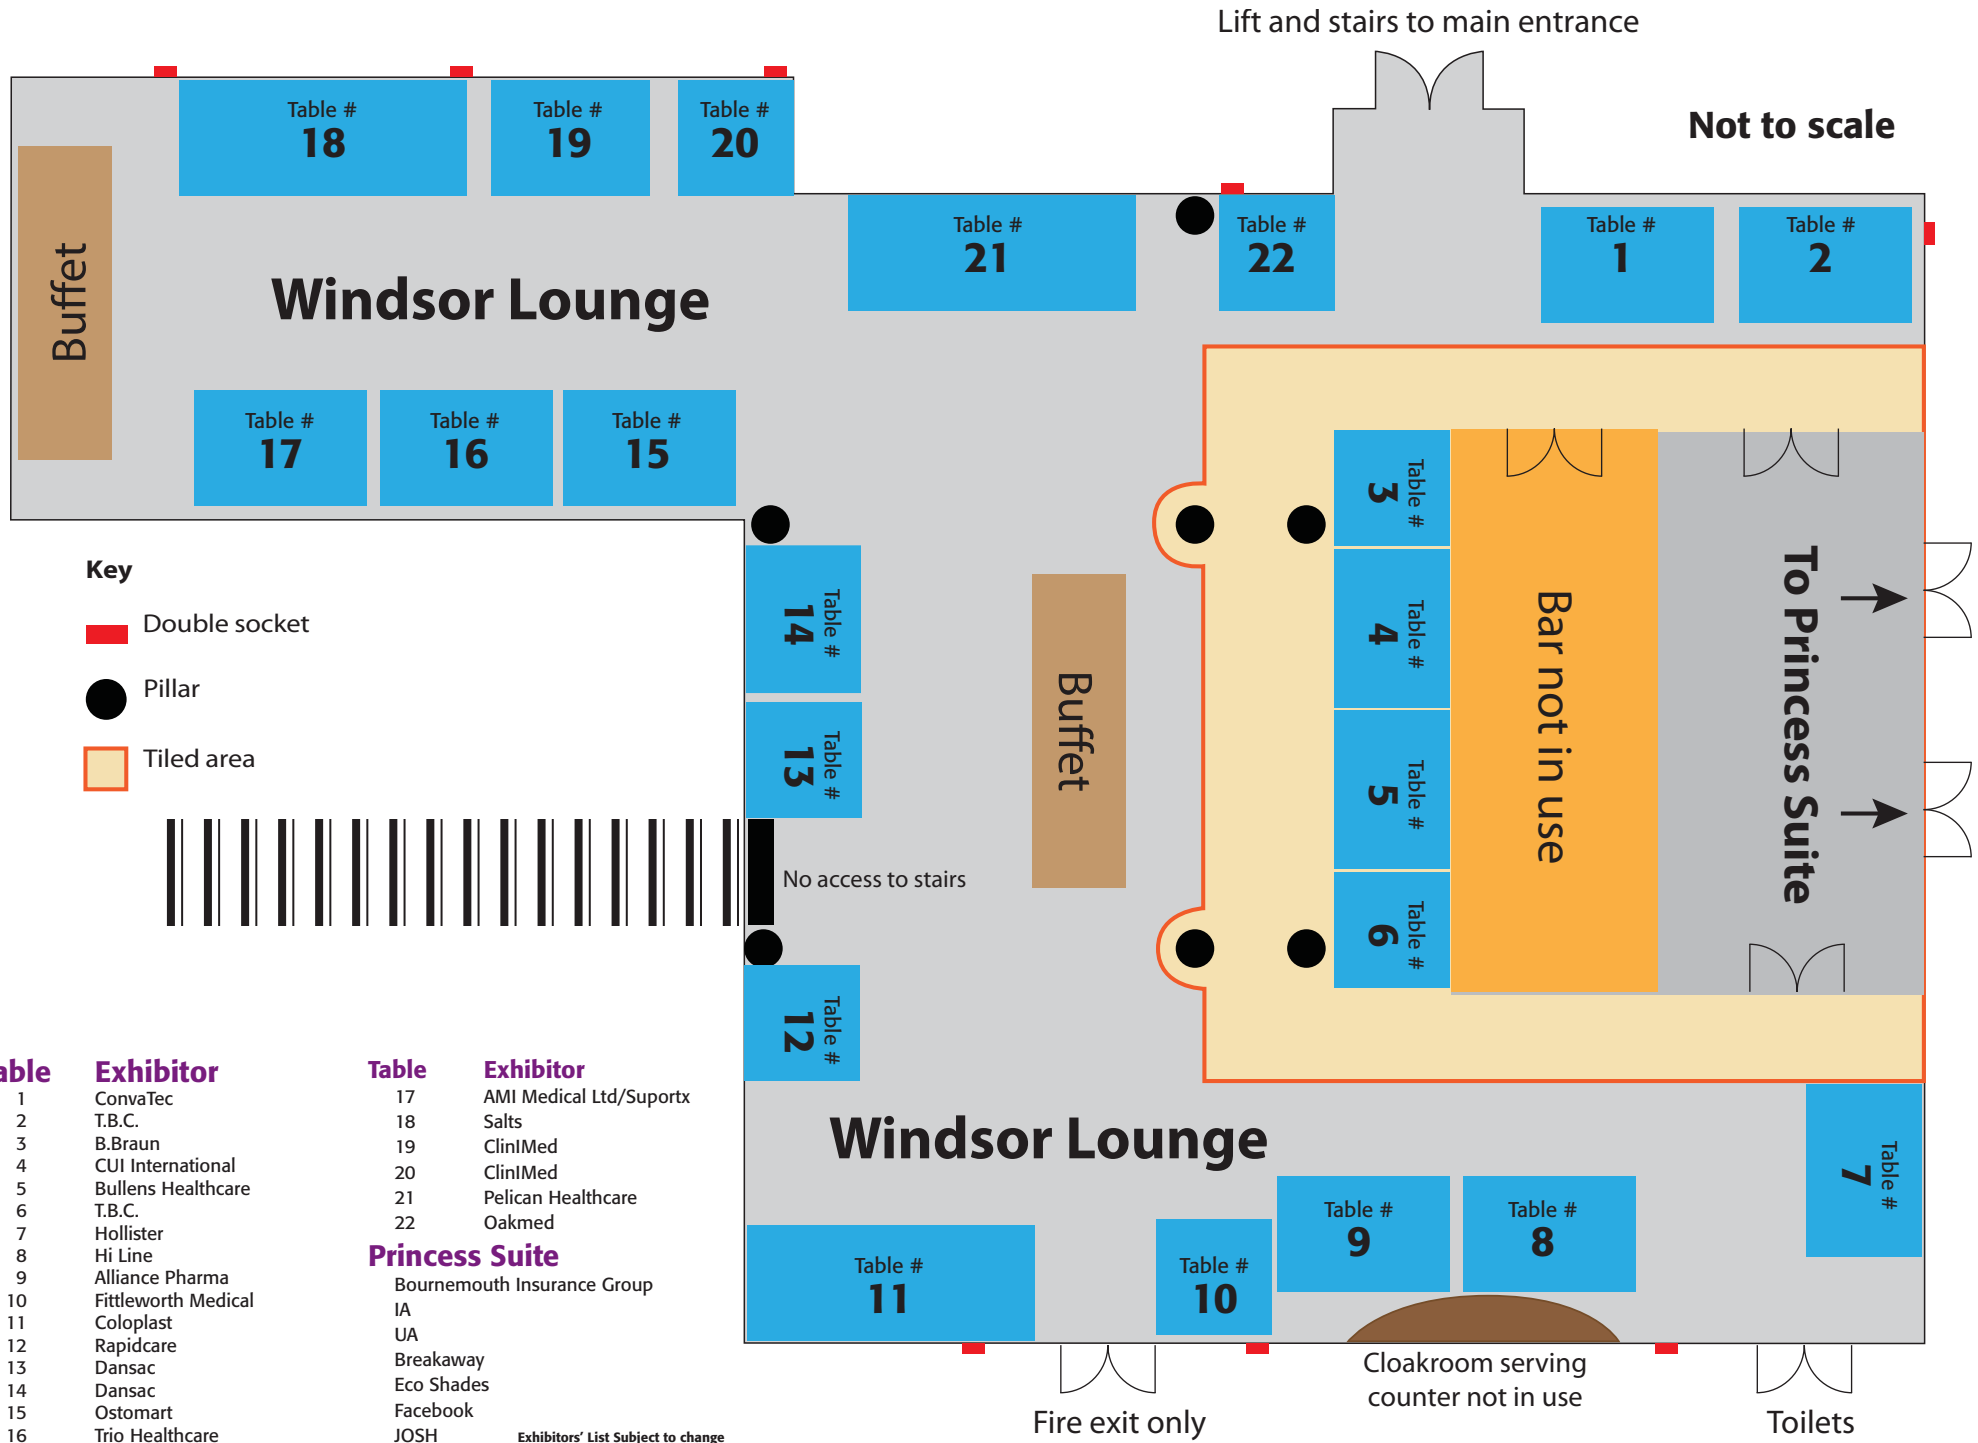 Lift and stairs to main entrance
Not to scale
Table #
18
Table #
19
Table #
20
Table #
21
Table #
22
Table #
1
Table #
2
Buffet
Windsor Lounge
Table #
17
Table #
16
Table #
15
Table #
3
Table #
4
Table #
5
Table #
6
Bar not in use
To Princess Suite
Key
Double socket
Pillar
Tiled area
Table #
14
Table #
13
Buffet
No access to stairs
Table #
12
Windsor Lounge
Table #
7
Table #
11
Table #
10
Table #
9
Table #
8
Fire exit only
Cloakroom serving
counter not in use
Toilets
able Exhibitor
1 ConvaTec
2 T.B.C.
3 B.Braun
4 CUI International
5 Bullens Healthcare
6 T.B.C.
7 Hollister
8 Hi Line
9 Alliance Pharma
10 Fittleworth Medical
11 Coloplast
12 Rapidcare
13 Dansac
14 Dansac
15 Ostomart
16 Trio Healthcare
Table Exhibitor
17 AMI Medical Ltd/Suportx
18 Salts
19 ClinIMed
20 ClinIMed
21 Pelican Healthcare
22 Oakmed
Princess Suite
Bournemouth Insurance Group
IA
UA
Breakaway
Eco Shades
Facebook
JOSH
Exhibitors' List Subject to change